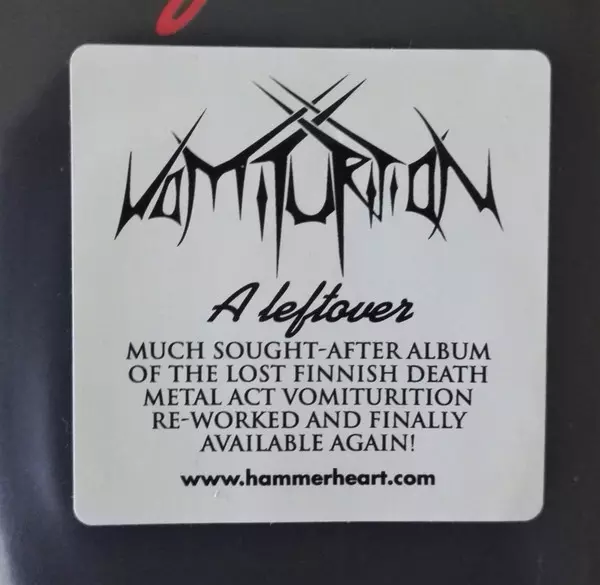 VOMITURITION
A leftover
MUCH SOUGHT-AFTER ALBUM
OF THE LOST FINNISH DEATH
METAL ACT VOMITURITION
RE-WORKED AND FINALLY
AVAILABLE AGAIN!
www.hammerheart.com